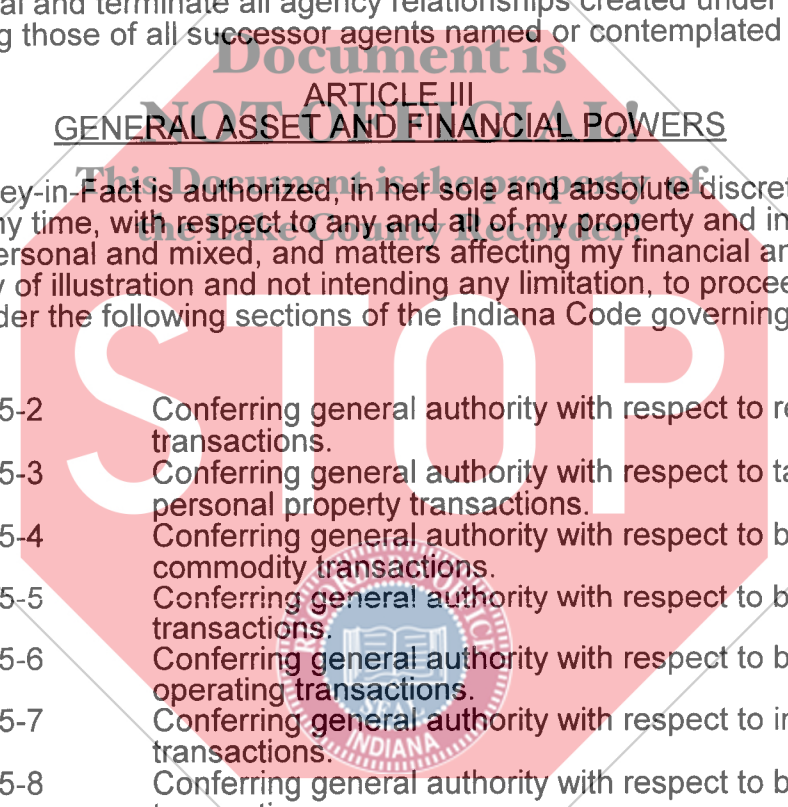 al and terminate all agency relationships created under
g those of all successor agents named or contemplated
Document is
ARTICLE III
NOT OFFICIAL!
GENERAL ASSET AND FINANCIAL POWERS
This Document is the property of
ey-in-Fact is authorized, in her sole and absolute discret
the Lake County Recorder!
ny time, with respect to any and all of my property and in
ersonal and mixed, and matters affecting my financial an
y of illustration and not intending any limitation, to procee
der the following sections of the Indiana Code governing
STOP
5-2 Conferring general authority with respect to re
transactions.
5-3 Conferring general authority with respect to ta
personal property transactions.
5-4 Conferring general authority with respect to b
commodity transactions.
5-5 Conferring general authority with respect to b
transactions.
5-6 Conferring general authority with respect to b
operating transactions.
5-7 Conferring general authority with respect to in
transactions.
5-8 Conferring general authority with respect to b
RECORDER'S OFFICE
SEAL
INDIANA